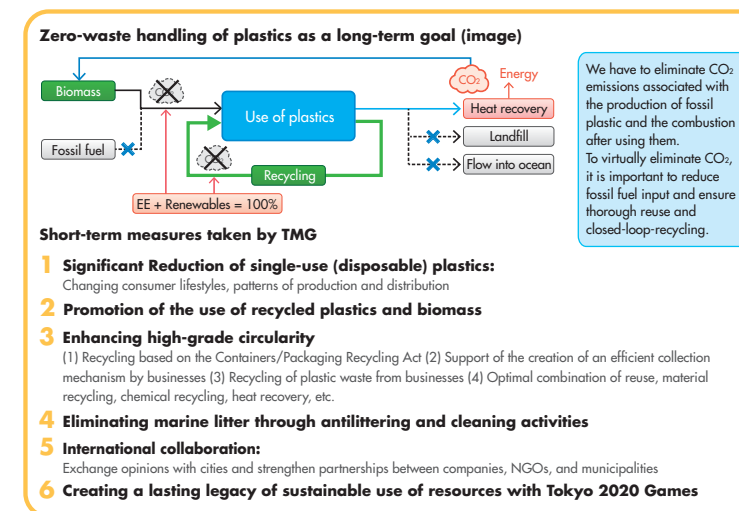 Zero-waste handling of plastics as a long-term goal (image)
CO2
Energy
Biomass
Use of plastics
Heat recovery
Fossil fuel
Landfill
Flow into ocean
Recycling
EE + Renewables = 100%
We have to eliminate CO2
emissions associated with
the production of fossil
plastic and the combustion
after using them.
To virtually eliminate CO2,
it is important to reduce
fossil fuel input and ensure
thorough reuse and
closed-loop-recycling.
Short-term measures taken by TMG
1 Significant Reduction of single-use (disposable) plastics:
Changing consumer lifestyles, patterns of production and distribution
2 Promotion of the use of recycled plastics and biomass
3 Enhancing high-grade circularity
(1) Recycling based on the Containers/Packaging Recycling Act (2) Support of the creation of an efficient collection
mechanism by businesses (3) Recycling of plastic waste from businesses (4) Optimal combination of reuse, material
recycling, chemical recycling, heat recovery, etc.
4 Eliminating marine litter through antilittering and cleaning activities
5 International collaboration:
Exchange opinions with cities and strengthen partnerships between companies, NGOs, and municipalities
6 Creating a lasting legacy of sustainable use of resources with Tokyo 2020 Games